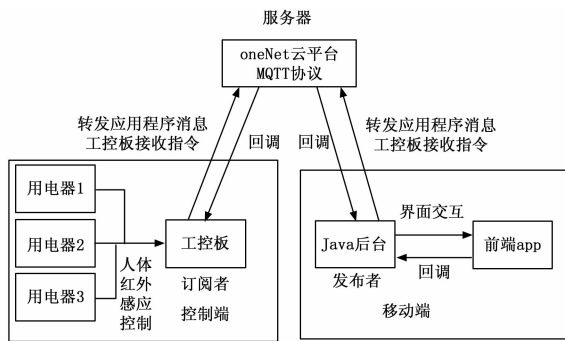 服务器
oneNet云平台
MQTT协议
转发应用程序消息
工控板接收指令
回调
回调
转发应用程序消息
工控板接收指令
用电器1
用电器2
用电器3
人体
红外
感应
控制
工控板
订阅者
控制端
Java后台
发布者
界面交互
回调
前端app
移动端